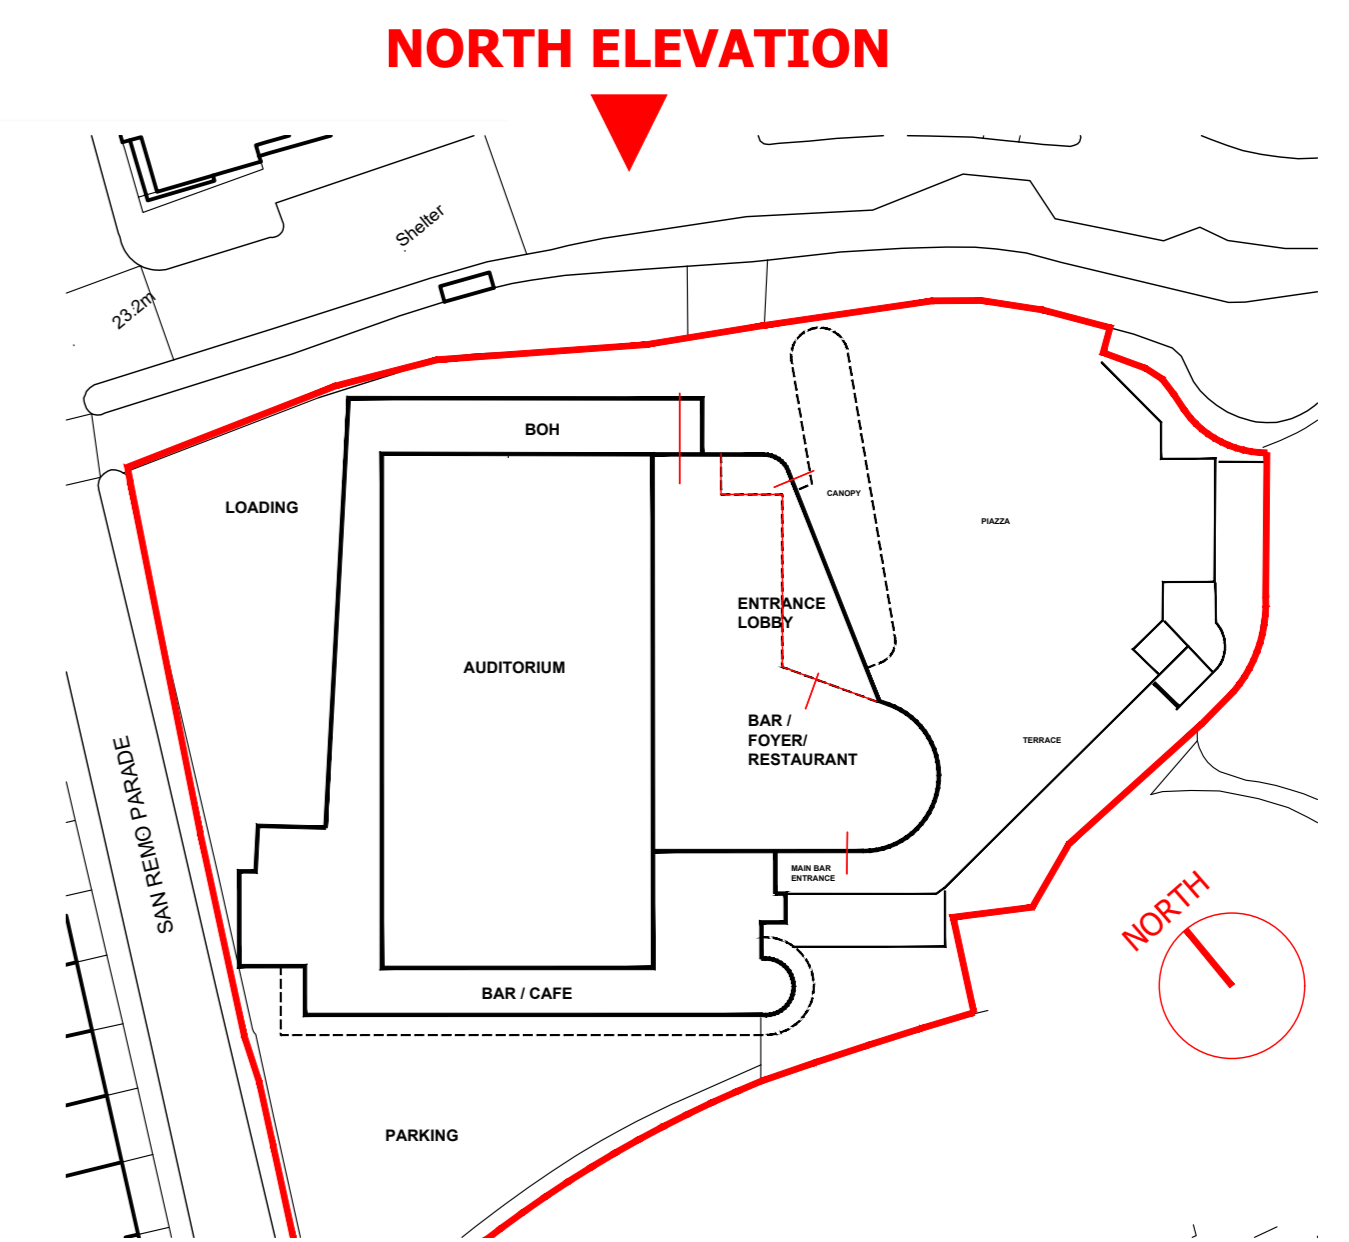 NORTH ELEVATION
Shelter
23.2m
BOH
LOADING
CANOPY
PIAZZA
ENTRANCE
LOBBY
AUDITORIUM
BAR /
FOYER/
RESTAURANT
TERRACE
SAN REMO PARADE
MAIN BAR
ENTRANCE
NORTH
BAR / CAFE
PARKING